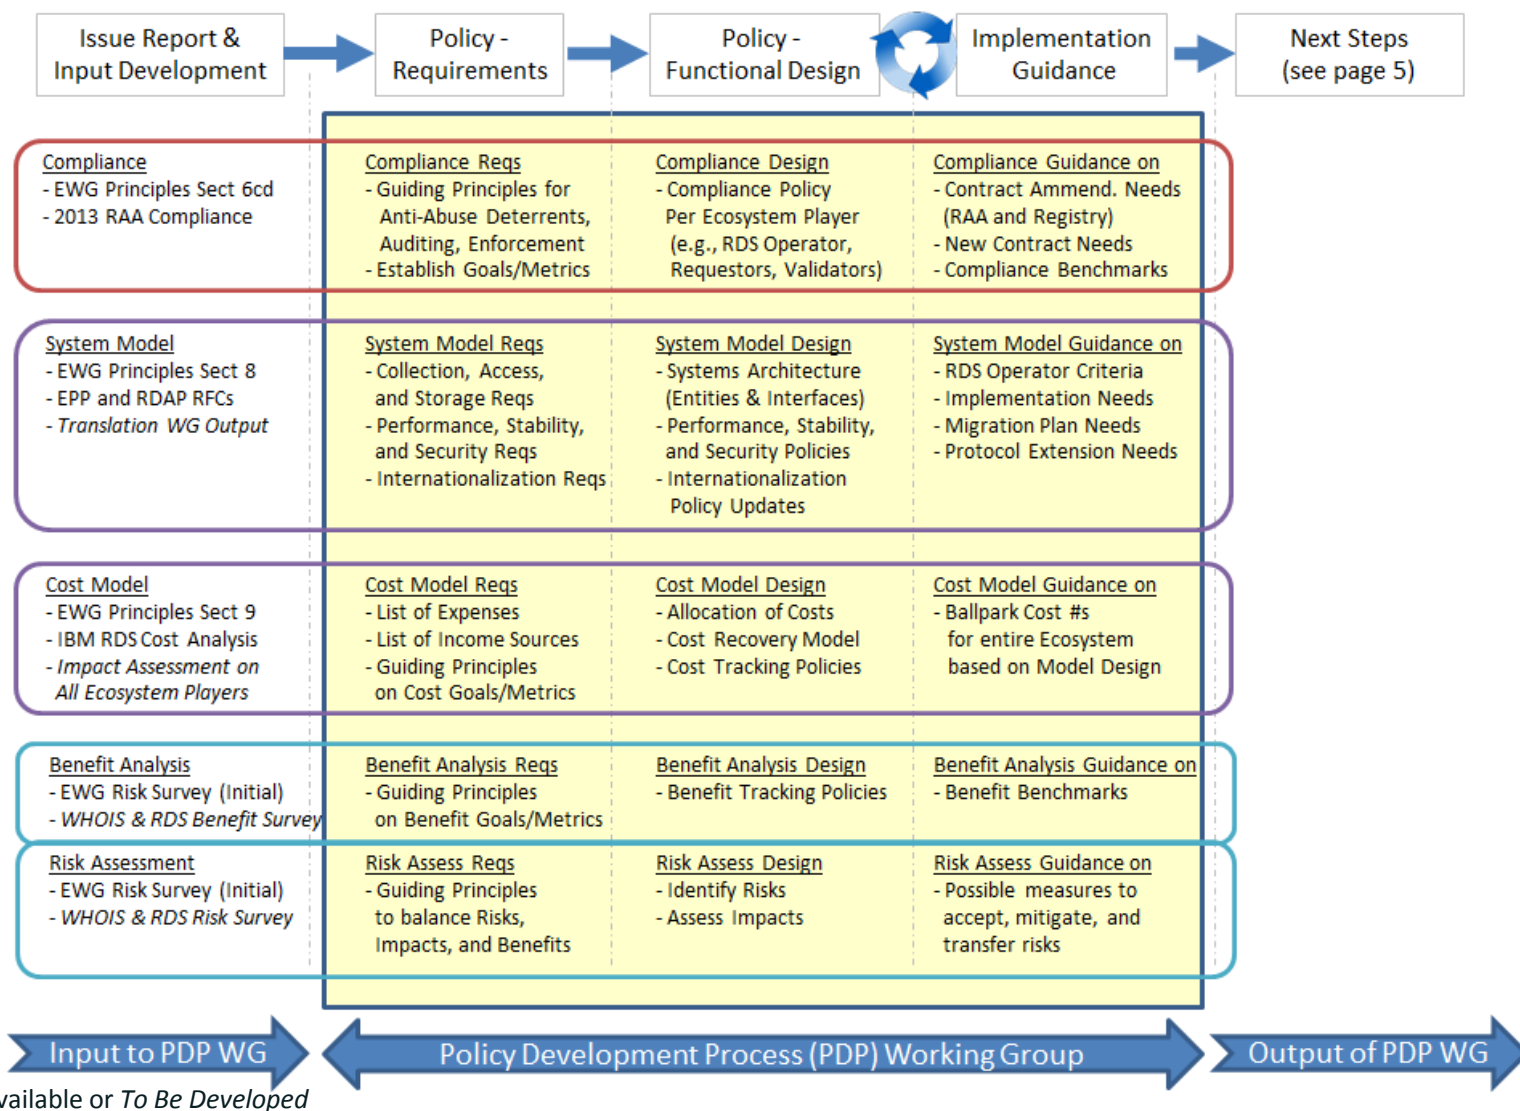 Issue Report &
Input Development
Policy -
Requirements
Policy -
Functional Design
Implementation
Guidance
Next Steps
(see page 5)
Compliance
- EWG Principles Sect 6cd
- 2013 RAA Compliance
Compliance Reqs
- Guiding Principles for
Anti-Abuse Deterrents,
Auditing, Enforcement
- Establish Goals/Metrics
Compliance Design
- Compliance Policy
Per Ecosystem Player
(e.g., RDS Operator,
Requestors, Validators)
Compliance Guidance on
- Contract Ammend. Needs
(RAA and Registry)
- New Contract Needs
- Compliance Benchmarks
System Model
- EWG Principles Sect 8
- EPP and RDAP RFCs
- Translation WG Output
System Model Reqs
- Collection, Access,
and Storage Reqs
- Performance, Stability,
and Security Reqs
- Internationalization Reqs
System Model Design
- Systems Architecture
(Entities & Interfaces)
- Performance, Stability,
and Security Policies
- Internationalization
Policy Updates
System Model Guidance on
- RDS Operator Criteria
- Implementation Needs
- Migration Plan Needs
- Protocol Extension Needs
Cost Model
- EWG Principles Sect 9
- IBM RDS Cost Analysis
- Impact Assessment on
All Ecosystem Players
Cost Model Reqs
- List of Expenses
- List of Income Sources
- Guiding Principles
on Cost Goals/Metrics
Cost Model Design
- Allocation of Costs
- Cost Recovery Model
- Cost Tracking Policies
Cost Model Guidance on
- Ballpark Cost #s
for entire Ecosystem
based on Model Design
Benefit Analysis
- EWG Risk Survey (Initial)
- WHOIS & RDS Benefit Survey
Benefit Analysis Reqs
- Guiding Principles
on Benefit Goals/Metrics
Benefit Analysis Design
- Benefit Tracking Policies
Benefit Analysis Guidance on
- Benefit Benchmarks
Risk Assessment
- EWG Risk Survey (Initial)
- WHOIS & RDS Risk Survey
Risk Assess Reqs
- Guiding Principles
to balance Risks,
Impacts, and Benefits
Risk Assess Design
- Identify Risks
- Assess Impacts
Risk Assess Guidance on
- Possible measures to
accept, mitigate, and
transfer risks
Input to PDP WG
Policy Development Process (PDP) Working Group
Output of PDP WG
vailable or To Be Developed